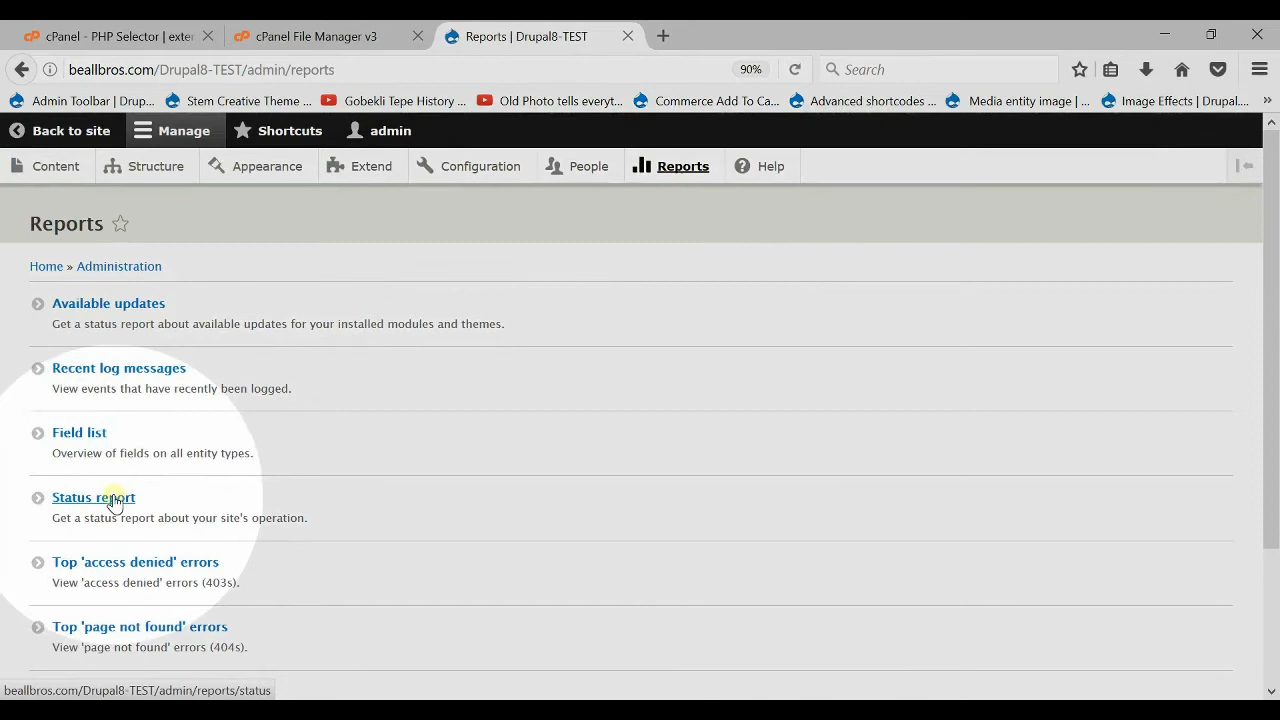 cPanel - PHP Selector | exter
cPanel File Manager v3
Reports | Drupal8-TEST
beallbros.com/Drupal8-TEST/admin/reports
90%
Search
Admin Toolbar | Drup...
Stem Creative Theme ...
Gobekli Tepe History ...
Old Photo tells everyt...
Commerce Add To Ca...
Advanced shortcodes ...
Media entity image | ...
Image Effects | Drupal....
Back to site
Manage
Shortcuts
admin
Content
Structure
Appearance
Extend
Configuration
People
Reports
Help
Reports
Home » Administration
Available updates
Get a status report about available updates for your installed modules and themes.
Recent log messages
View events that have recently been logged.
Field list
Overview of fields on all entity types.
Status report
Get a status report about your site's operation.
Top 'access denied' errors
View 'access denied' errors (403s).
Top 'page not found' errors
View 'page not found' errors (404s).
beallbros.com/Drupal8-TEST/admin/reports/status